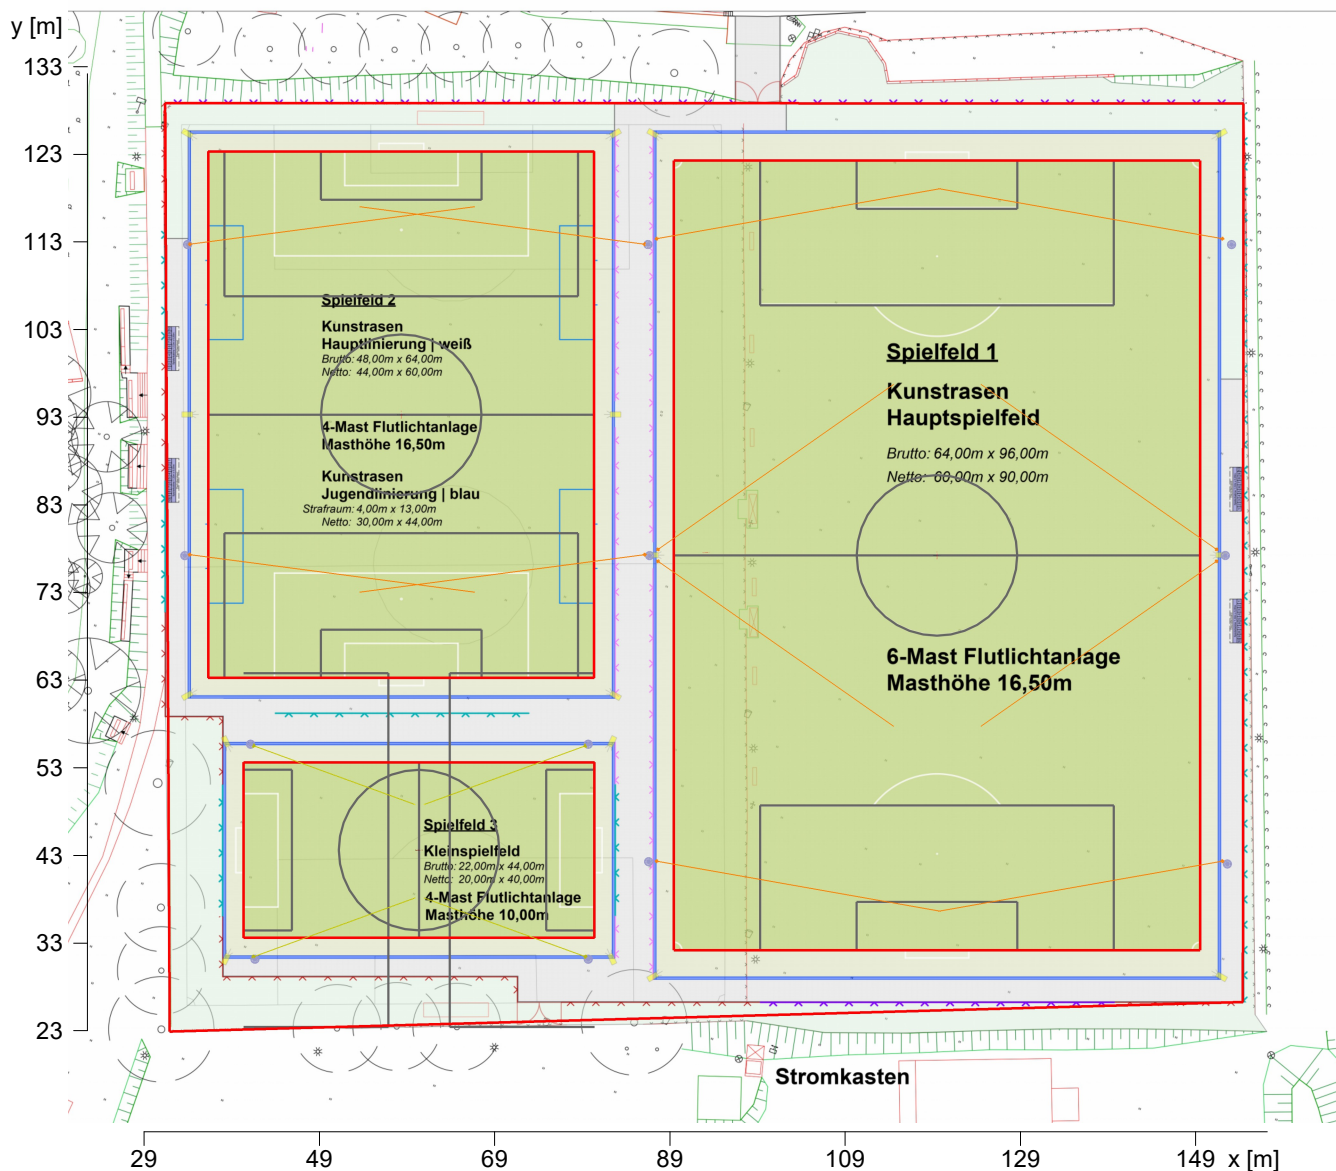 y [m]
133
123
113
103
93
83
73
63
53
43
33
23
Spielfeld 2
Kunstrasen
Hauptlinierung | weiß
Brutto: 48,00m x 64,00m
Netto: 44,00m x 60,00m
4-Mast Flutlichtanlage
Masthöhe 16,50m
Kunstrasen
Jugendlinierung | blau
Strafraum: 4,00m x 13,00m
Netto: 30,00m x 44,00m
Spielfeld 1
Kunstrasen
Hauptspielfeld
Brutto: 64,00m x 96,00m
Netto: 60,00m x 90,00m
6-Mast Flutlichtanlage
Masthöhe 16,50m
Spielfeld 3
Kleinspielfeld
Brutto: 22,00m x 44,00m
Netto: 20,00m x 40,00m
4-Mast Flutlichtanlage
Masthöhe 10,00m
Stromkasten
29 49 69 89 109 129 149 x [m]